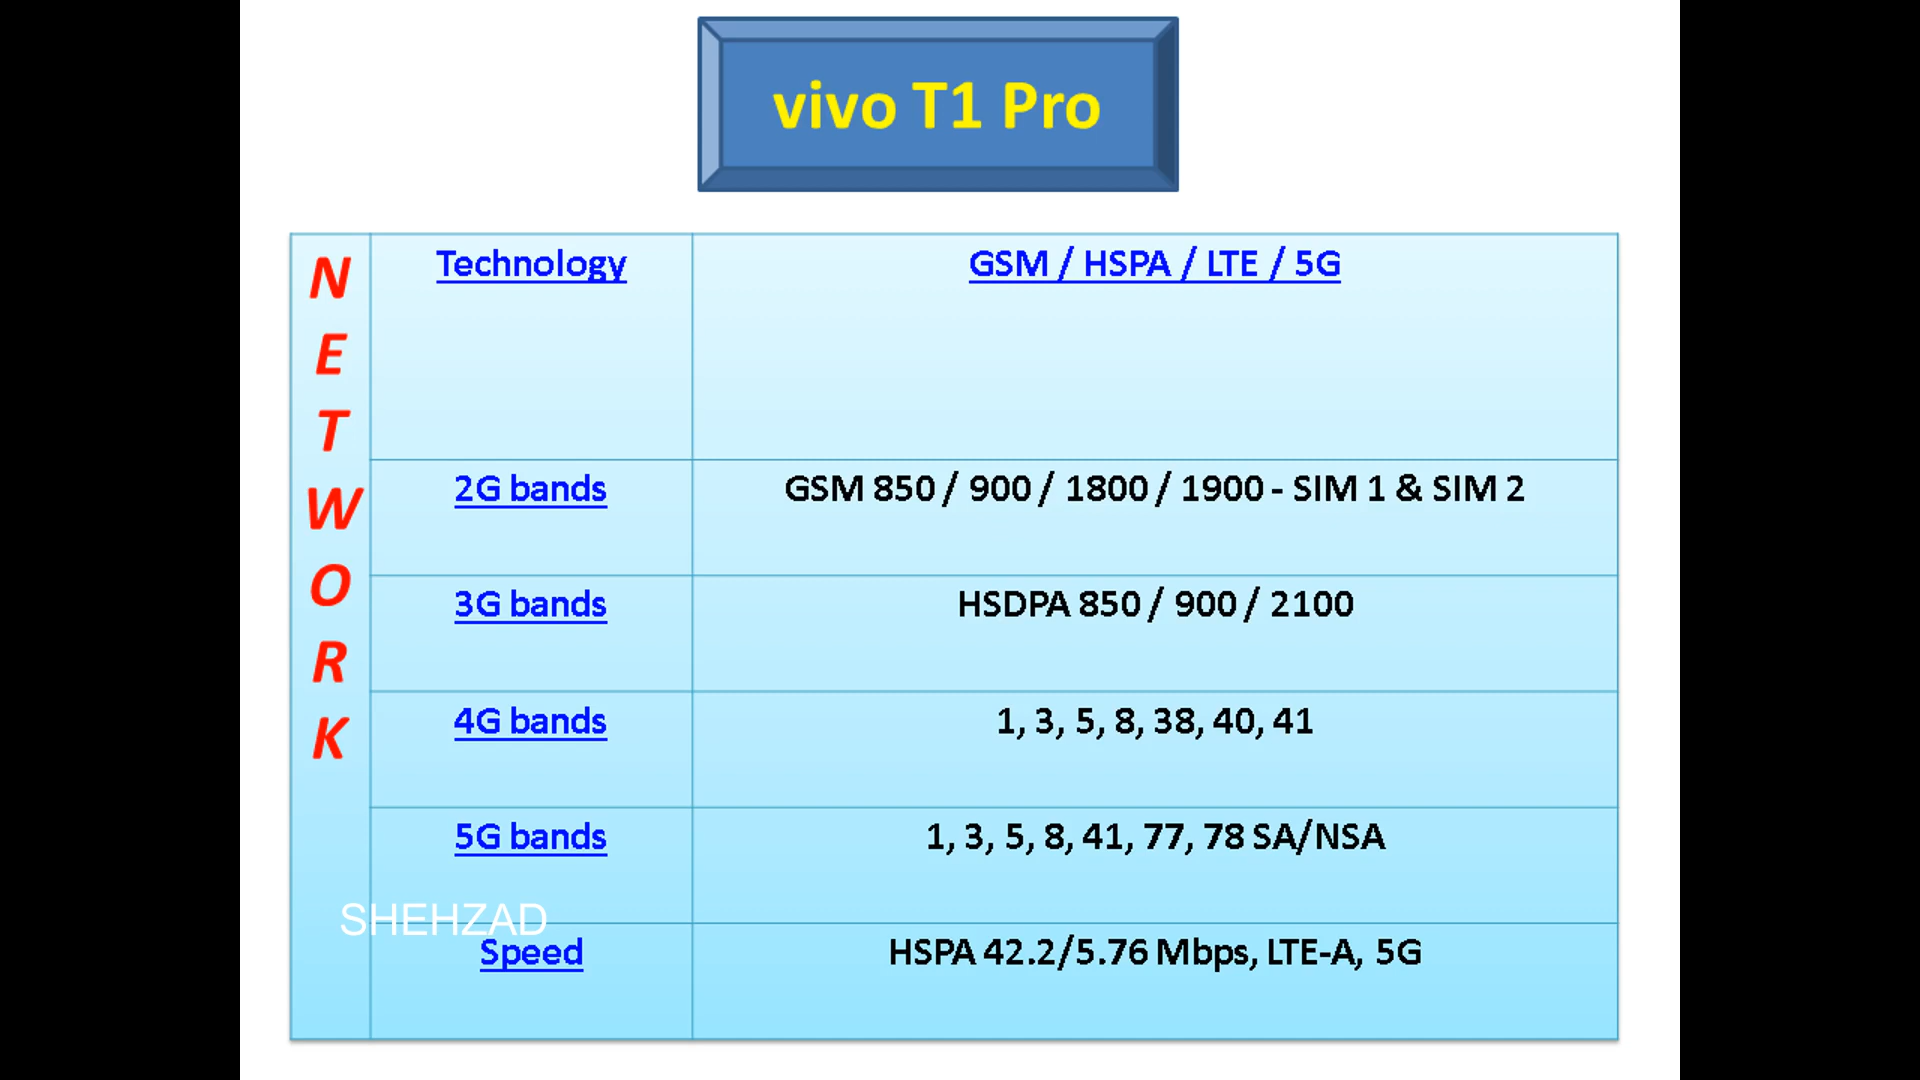 vivo T1 Pro
N
E
T
W
O
R
K
Technology GSM / HSPA / LTE / 5G
2G bands GSM 850 / 900 / 1800 / 1900 - SIM 1 & SIM 2
3G bands HSDPA 850 / 900 / 2100
4G bands 1, 3, 5, 8, 38, 40, 41
5G bands 1, 3, 5, 8, 41, 77, 78 SA/NSA
SHEHZAD
Speed HSPA 42.2/5.76 Mbps, LTE-A, 5G